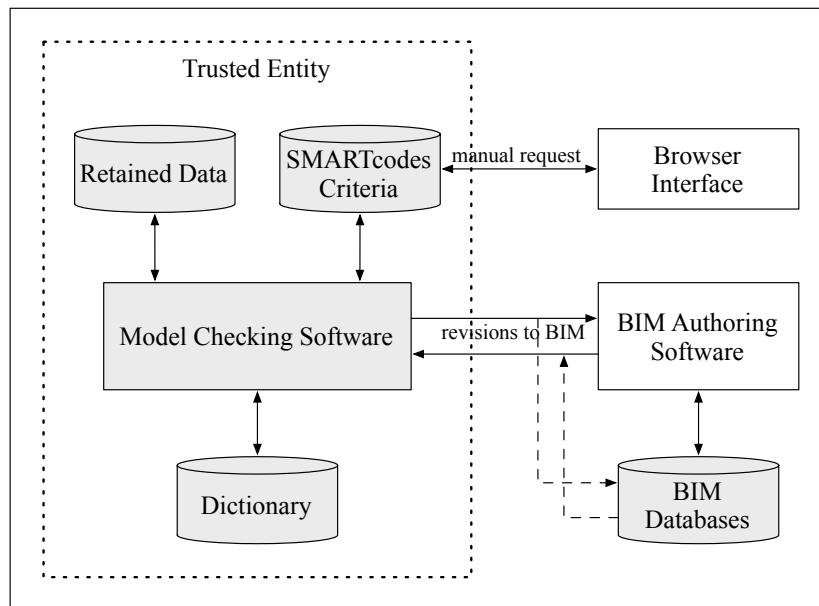 Trusted Entity
Retained Data
SMARTcodes
Criteria
manual request
Browser
Interface
Model Checking Software
revisions to BIM
BIM Authoring
Software
Dictionary
BIM
Databases